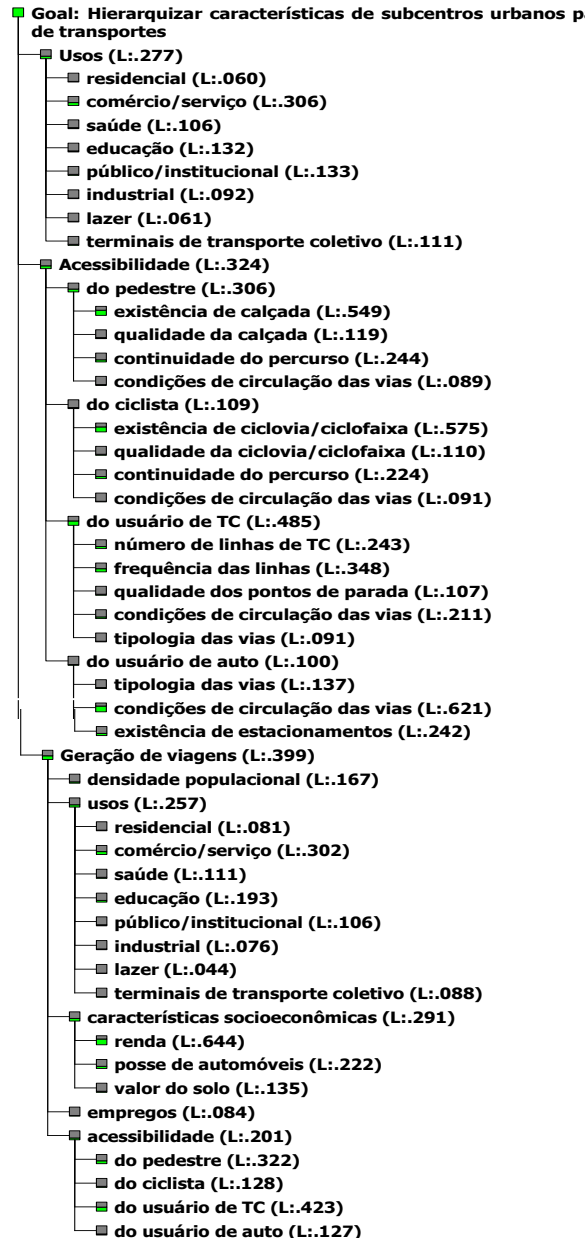 Goal: Hierarquizar características de subcentros urbanos p
de transportes
Usos (L:.277)
residencial (L:.060)
comércio/serviço (L:.306)
saúde (L:.106)
educação (L:.132)
público/institucional (L:.133)
industrial (L:.092)
lazer (L:.061)
terminais de transporte coletivo (L:.111)
Acessibilidade (L:.324)
do pedestre (L:.306)
existência de calçada (L:.549)
qualidade da calçada (L:.119)
continuidade do percurso (L:.244)
condições de circulação das vias (L:.089)
do ciclista (L:.109)
existência de ciclovia/ciclofaixa (L:.575)
qualidade da ciclovia/ciclofaixa (L:.110)
continuidade do percurso (L:.224)
condições de circulação das vias (L:.091)
do usuário de TC (L:.485)
número de linhas de TC (L:.243)
frequência das linhas (L:.348)
qualidade dos pontos de parada (L:.107)
condições de circulação das vias (L:.211)
tipologia das vias (L:.091)
do usuário de auto (L:.100)
tipologia das vias (L:.137)
condições de circulação das vias (L:.621)
existência de estacionamentos (L:.242)
Geração de viagens (L:.399)
densidade populacional (L:.167)
usos (L:.257)
residencial (L:.081)
comércio/serviço (L:.302)
saúde (L:.111)
educação (L:.193)
público/institucional (L:.106)
industrial (L:.076)
lazer (L:.044)
terminais de transporte coletivo (L:.088)
características socioeconômicas (L:.291)
renda (L:.644)
posse de automóveis (L:.222)
valor do solo (L:.135)
empregos (L:.084)
acessibilidade (L:.201)
do pedestre (L:.322)
do ciclista (L:.128)
do usuário de TC (L:.423)
do usuário de auto (L:.127)